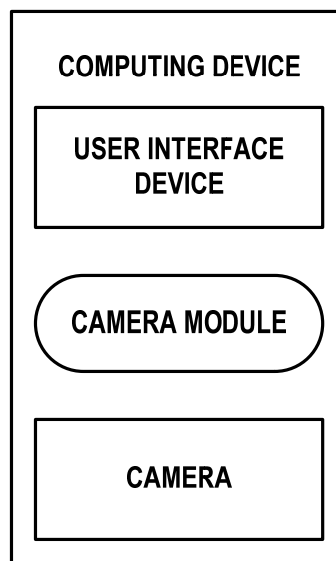 COMPUTING DEVICE
USER INTERFACE
DEVICE
CAMERA MODULE
CAMERA